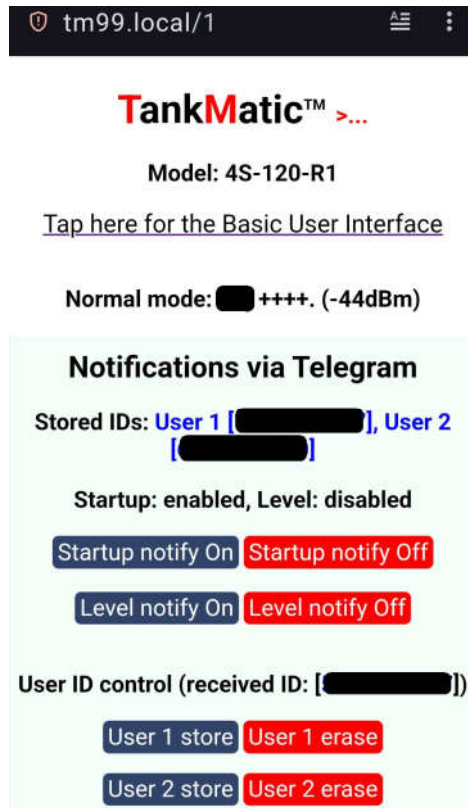 tm99.local/1
TankMatic™ >...
Model: 4S-120-R1
Tap here for the Basic User Interface
Normal mode: ++++. (-44dBm)
Notifications via Telegram
Stored IDs: User 1 [ ], User 2
[ ]
Startup: enabled, Level: disabled
Startup notify On Startup notify Off
Level notify On Level notify Off
User ID control (received ID: [ ])
User 1 store User 1 erase
User 2 store User 2 erase